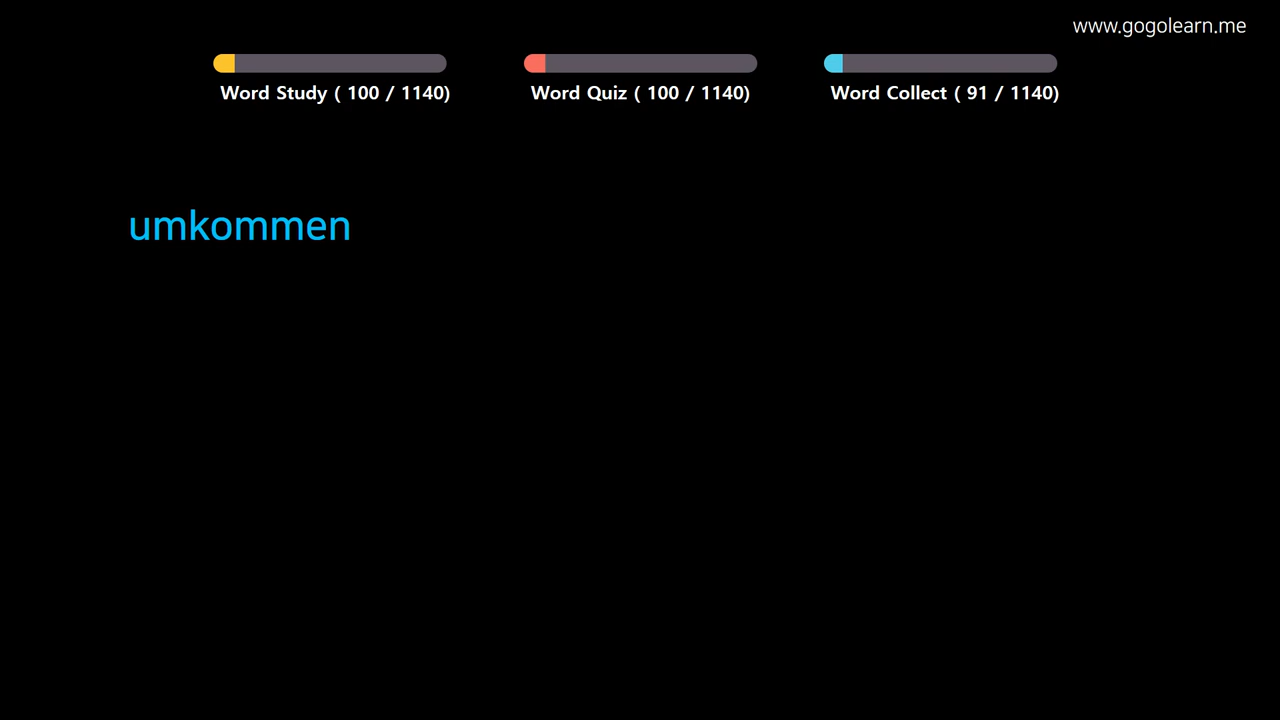 www.gogolearn.me
Word Study ( 100 / 1140)
Word Quiz ( 100 / 1140)
Word Collect ( 91 / 1140)
umkommen